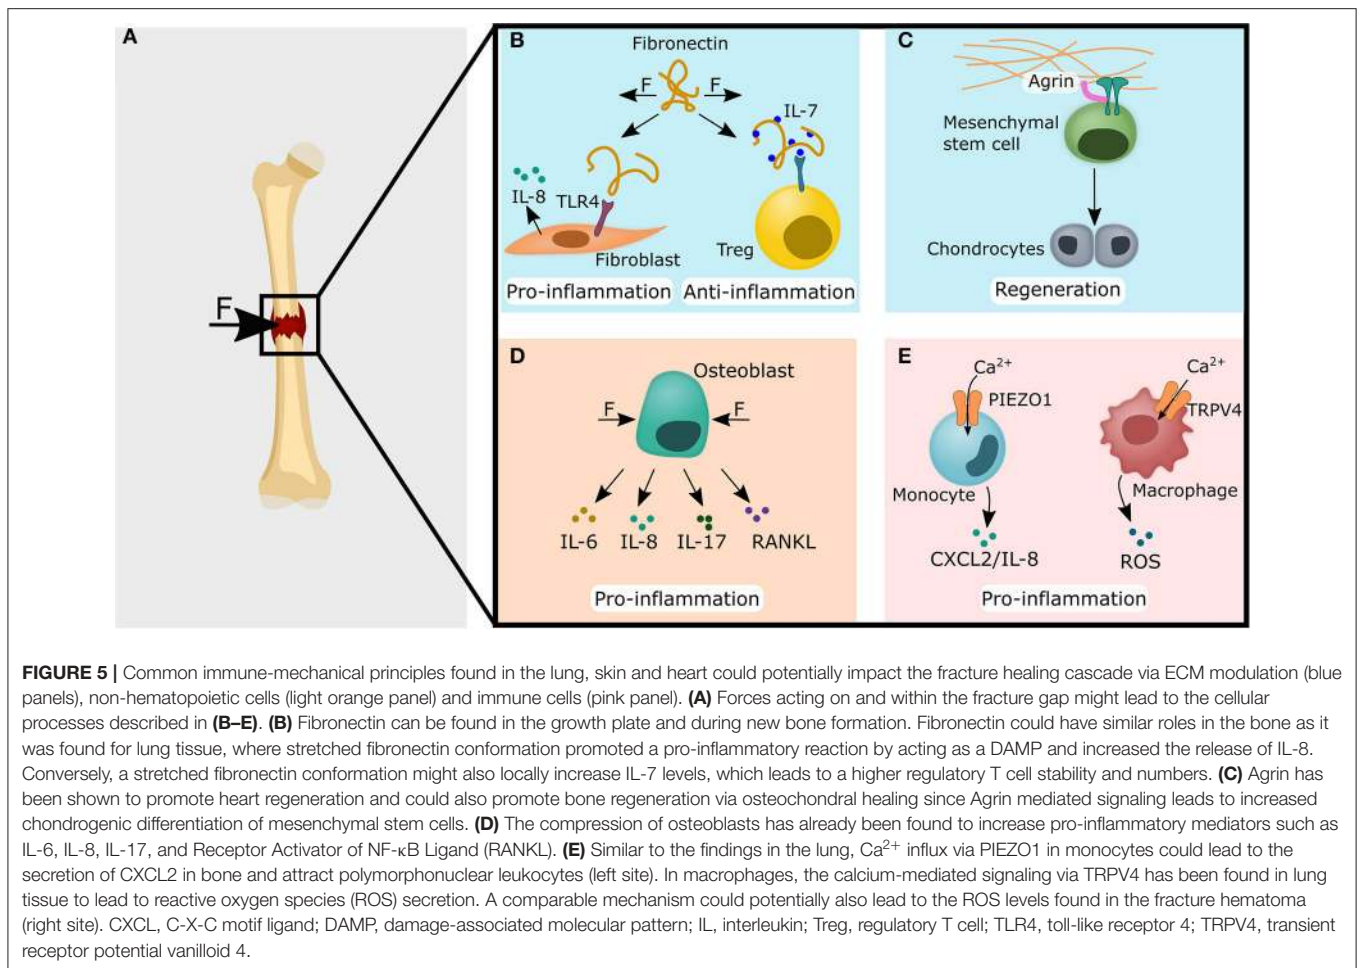 A
F
B
Fibronectin
F
F
IL-7
IL-8
TLR4
Fibroblast
Treg
Pro-inflammation
Anti-inflammation
C
Agrin
Mesenchymal
stem cell
Chondrocytes
Regeneration
D
Osteoblast
F
F
IL-6
IL-8
IL-17
RANKL
Pro-inflammation
E
Ca²⁺
PIEZO1
Monocyte
CXCL2/IL-8
Ca²⁺
TRPV4
Macrophage
ROS
Pro-inflammation
FIGURE 5 | Common immune-mechanical principles found in the lung, skin and heart could potentially impact the fracture healing cascade via ECM modulation (blue
panels), non-hematopoietic cells (light orange panel) and immune cells (pink panel). (A) Forces acting on and within the fracture gap might lead to the cellular
processes described in (B–E). (B) Fibronectin can be found in the growth plate and during new bone formation. Fibronectin could have similar roles in the bone as it
was found for lung tissue, where stretched fibronectin conformation promoted a pro-inflammatory reaction by acting as a DAMP and increased the release of IL-8.
Conversely, a stretched fibronectin conformation might also locally increase IL-7 levels, which leads to a higher regulatory T cell stability and numbers. (C) Agrin has
been shown to promote heart regeneration and could also promote bone regeneration via osteochondral healing since Agrin mediated signaling leads to increased
chondrogenic differentiation of mesenchymal stem cells. (D) The compression of osteoblasts has already been found to increase pro-inflammatory mediators such as
IL-6, IL-8, IL-17, and Receptor Activator of NF-κB Ligand (RANKL). (E) Similar to the findings in the lung, Ca²⁺ influx via PIEZO1 in monocytes could lead to the
secretion of CXCL2 in bone and attract polymorphonuclear leukocytes (left site). In macrophages, the calcium-mediated signaling via TRPV4 has been found in lung
tissue to lead to reactive oxygen species (ROS) secretion. A comparable mechanism could potentially also lead to the ROS levels found in the fracture hematoma
(right site). CXCL, C-X-C motif ligand; DAMP, damage-associated molecular pattern; IL, interleukin; Treg, regulatory T cell; TLR4, toll-like receptor 4; TRPV4, transient
receptor potential vanilloid 4.